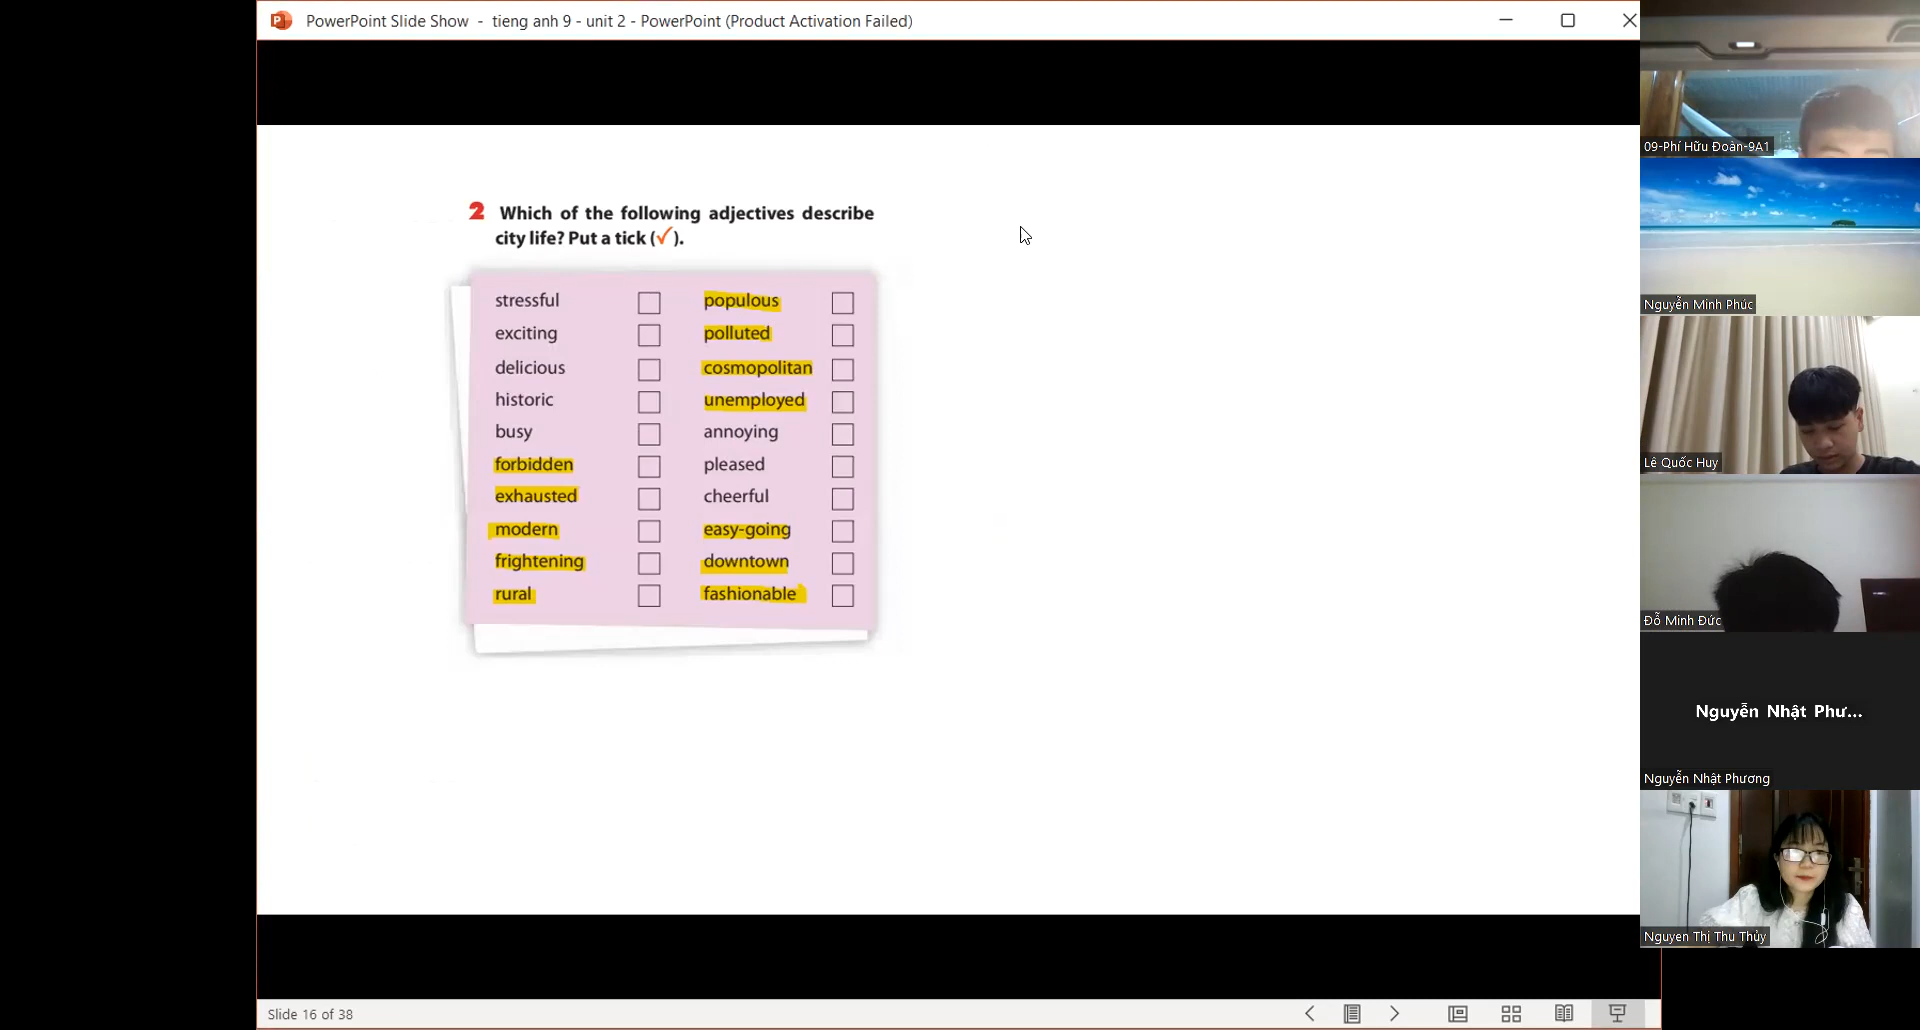 PowerPoint Slide Show - tieng anh 9 - unit 2 - PowerPoint (Product Activation Failed)
2 Which of the following adjectives describe
city life? Put a tick (✓).
stressful
exciting
delicious
historic
busy
forbidden
exhausted
modern
frightening
rural
populous
polluted
cosmopolitan
unemployed
annoying
pleased
cheerful
easy-going
downtown
fashionable
09-Phí Hữu Đoàn-9A1
Nguyễn Minh Phúc
Lê Quốc Huy
Đỗ Minh Đức
Nguyễn Nhật Phư...
Nguyễn Nhật Phương
Nguyen Thị Thu Thủy
Slide 16 of 38